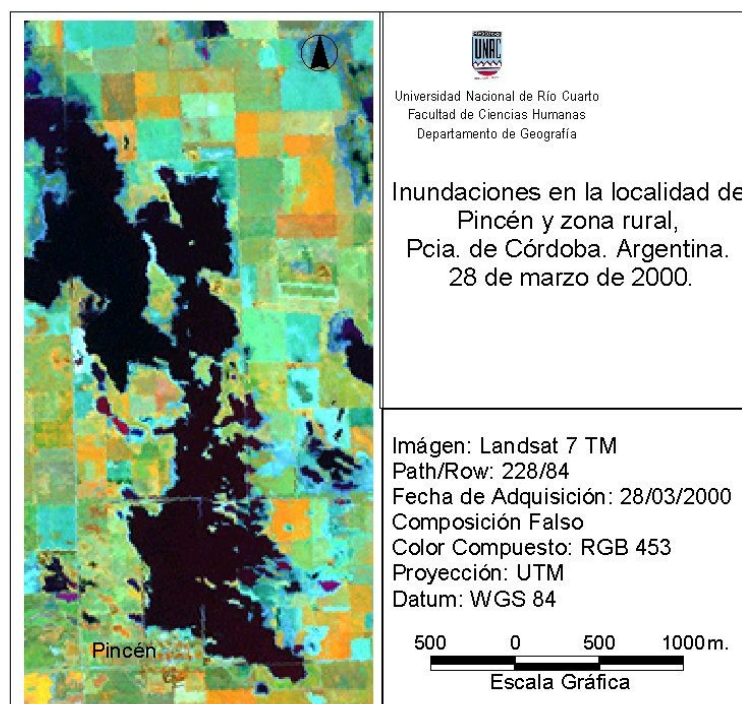 UNRC
Universidad Nacional de Río Cuarto
Facultad de Ciencias Humanas
Departamento de Geografía
Inundaciones en la localidad de
Pincén y zona rural,
Pcia. de Córdoba. Argentina.
28 de marzo de 2000.
Imágen: Landsat 7 TM
Path/Row: 228/84
Fecha de Adquisición: 28/03/2000
Composición Falso
Color Compuesto: RGB 453
Proyección: UTM
Datum: WGS 84
500 0 500 1000 m.
Escala Gráfica
Pincén